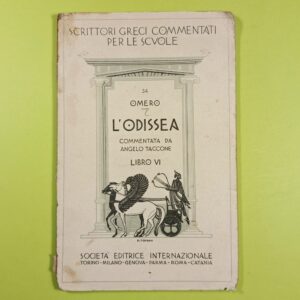 SCRITTORI GRECI COMMENTATI
PER LE SCVOLE
34
OMERO
L'ODISSEA
COMMENTATA DA
ANGELO TACCONE
LIBRO VI
SOCIETÀ EDITRICE INTERNAZIONALE
TORINO-MILANO-GENOVA-PARMA-ROMA-CATANIA